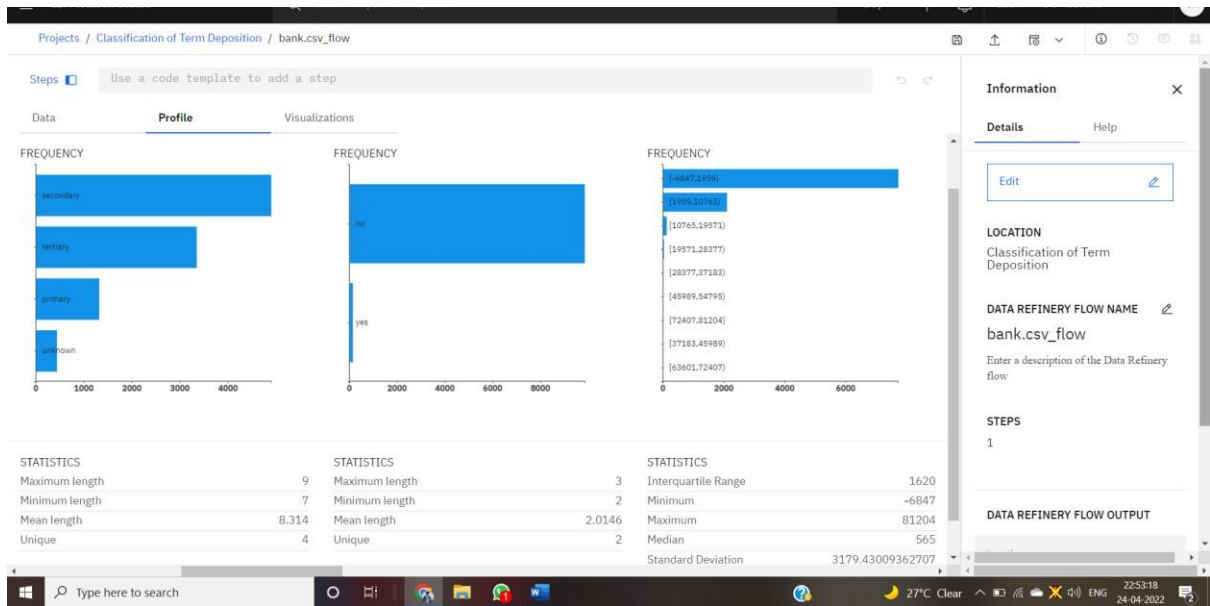 Projects / Classification of Term Deposition / bank.csv_flow
Steps
Use a code template to add a step
Data
Profile
Visualizations
FREQUENCY
secondary
tertiary
primary
unknown
0 1000 2000 3000 4000
FREQUENCY
no
yes
0 2000 4000 6000 8000
FREQUENCY
[-6847,1959)
[1959,10765)
[10765,19571)
[19571,28377)
[28377,37183)
[45989,54795)
[72407,81204]
[37183,45989)
[63601,72407)
0 2000 4000 6000
STATISTICS
Maximum length 9
Minimum length 7
Mean length 8.314
Unique 4
STATISTICS
Maximum length 3
Minimum length 2
Mean length 2.0146
Unique 2
STATISTICS
Interquartile Range 1620
Minimum -6847
Maximum 81204
Median 565
Standard Deviation 3179.43009362707
Information
Details
Help
Edit
LOCATION
Classification of Term
Deposition
DATA REFINERY FLOW NAME
bank.csv_flow
Enter a description of the Data Refinery
flow
STEPS
1
DATA REFINERY FLOW OUTPUT
Type here to search
27°C Clear
ENG
22:53:18
24-04-2022
2